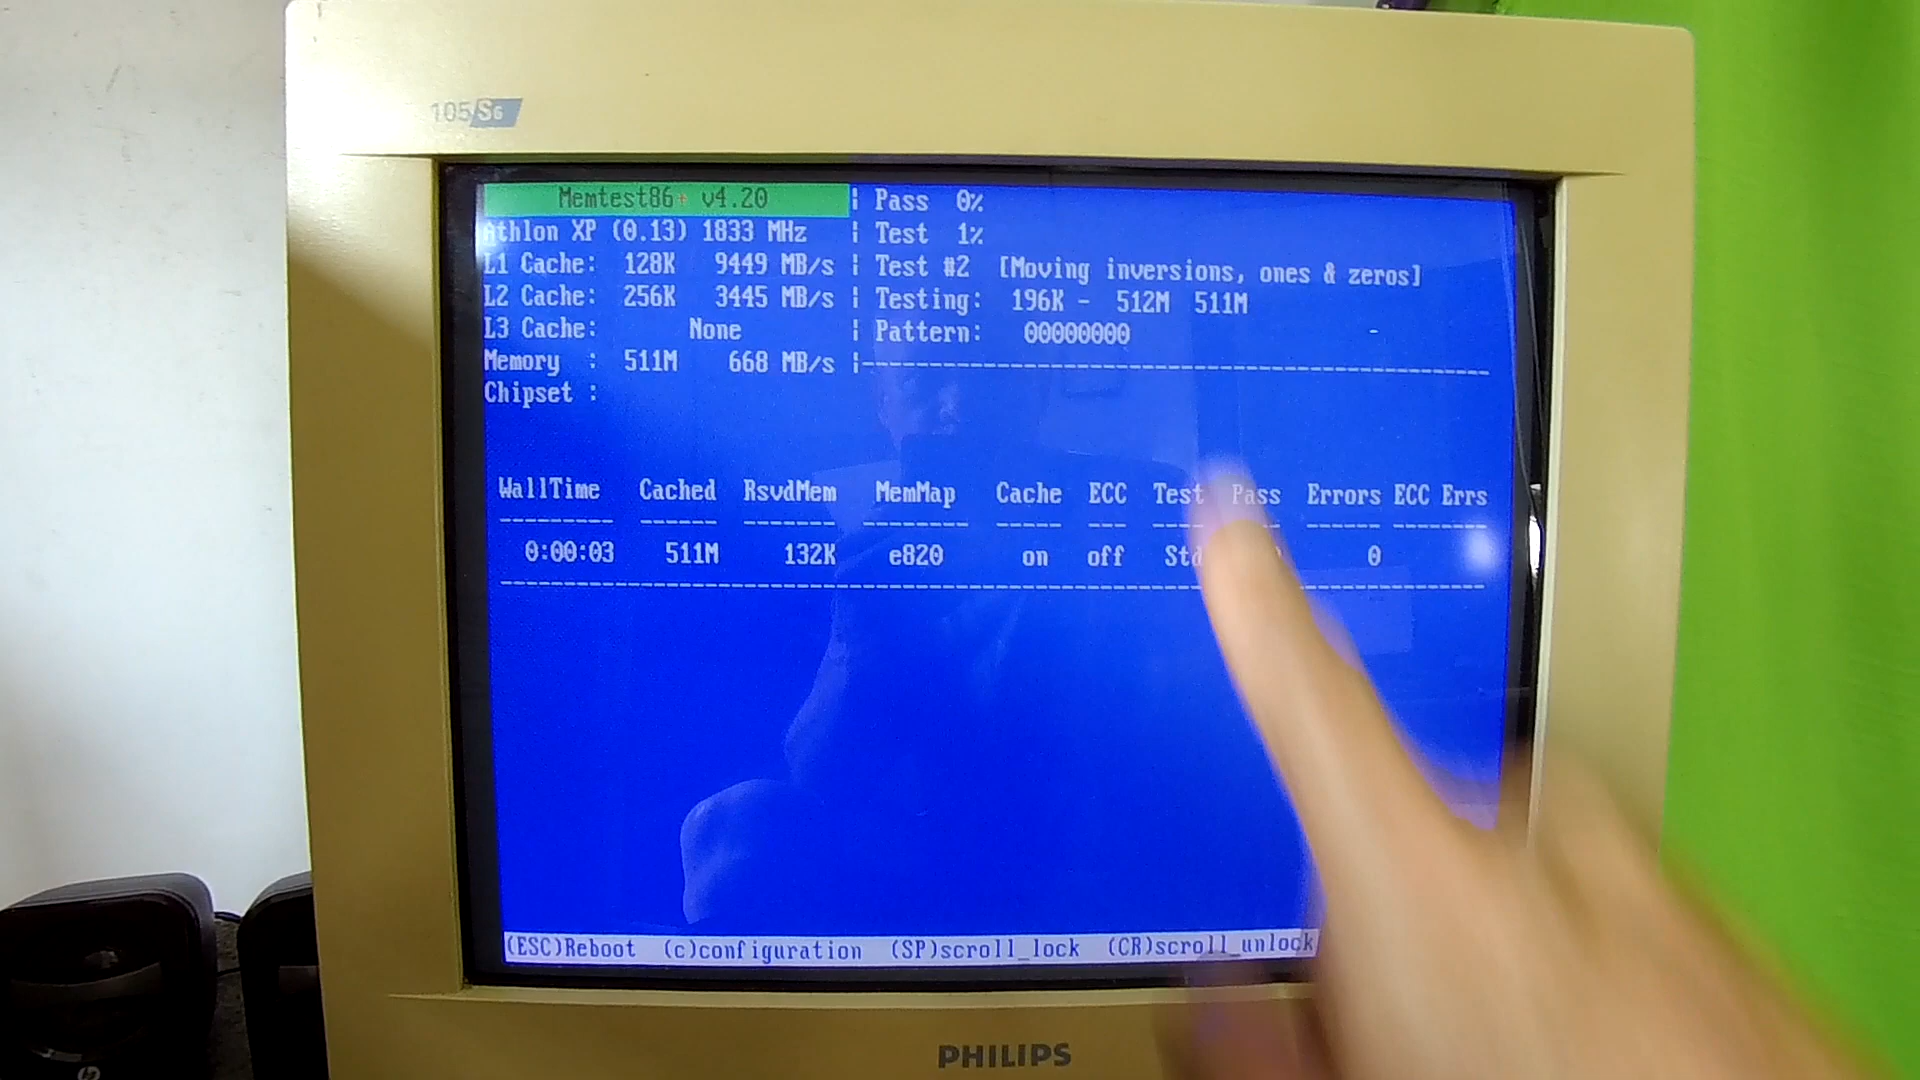 105S6
Memtest86+ v4.20 | Pass 0%
Athlon XP (0.13) 1833 MHz | Test 1%
L1 Cache: 128K 9449 MB/s | Test #2 [Moving inversions, ones & zeros]
L2 Cache: 256K 3445 MB/s | Testing: 196K - 512M 511M
L3 Cache: None | Pattern: 00000000 -
Memory : 511M 668 MB/s |
Chipset :
WallTime Cached RsvdMem MemMap Cache ECC Test Pass Errors ECC Errs
0:00:03 511M 132K e820 on off Std 0
(ESC)Reboot (c)configuration (SP)scroll_lock (CR)scroll_unlock
PHILIPS
hp